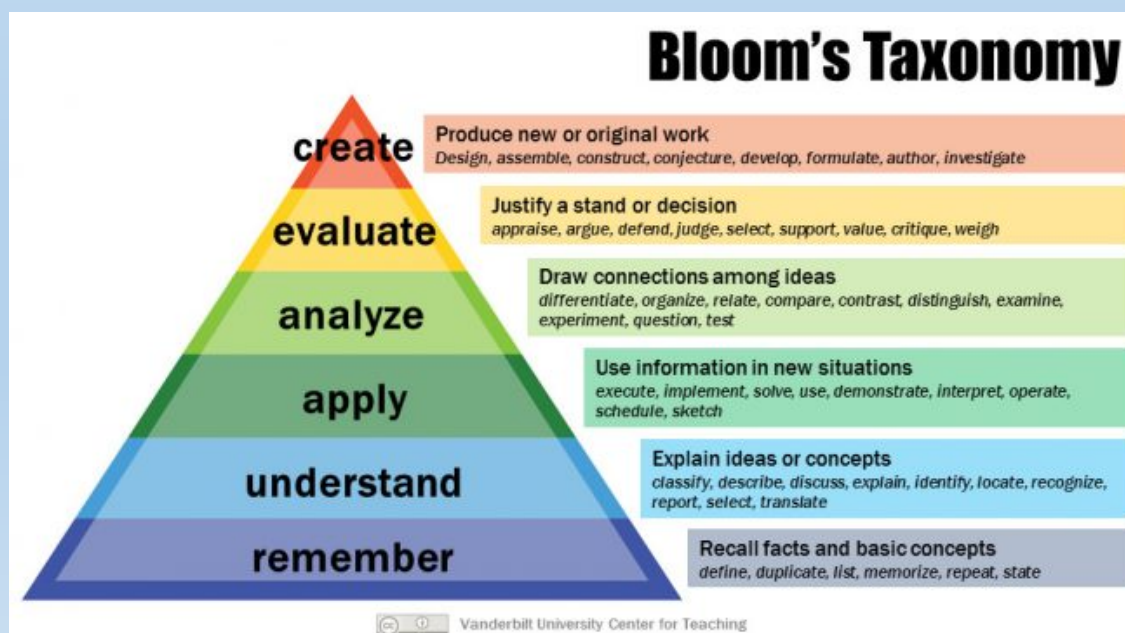 Bloom's Taxonomy
create
Produce new or original work
Design, assemble, construct, conjecture, develop, formulate, author, investigate
evaluate
Justify a stand or decision
appraise, argue, defend, judge, select, support, value, critique, weigh
analyze
Draw connections among ideas
differentiate, organize, relate, compare, contrast, distinguish, examine,
experiment, question, test
apply
Use information in new situations
execute, implement, solve, use, demonstrate, interpret, operate,
schedule, sketch
understand
Explain ideas or concepts
classify, describe, discuss, explain, identify, locate, recognize,
report, select, translate
remember
Recall facts and basic concepts
define, duplicate, list, memorize, repeat, state
cc Vanderbilt University Center for Teaching